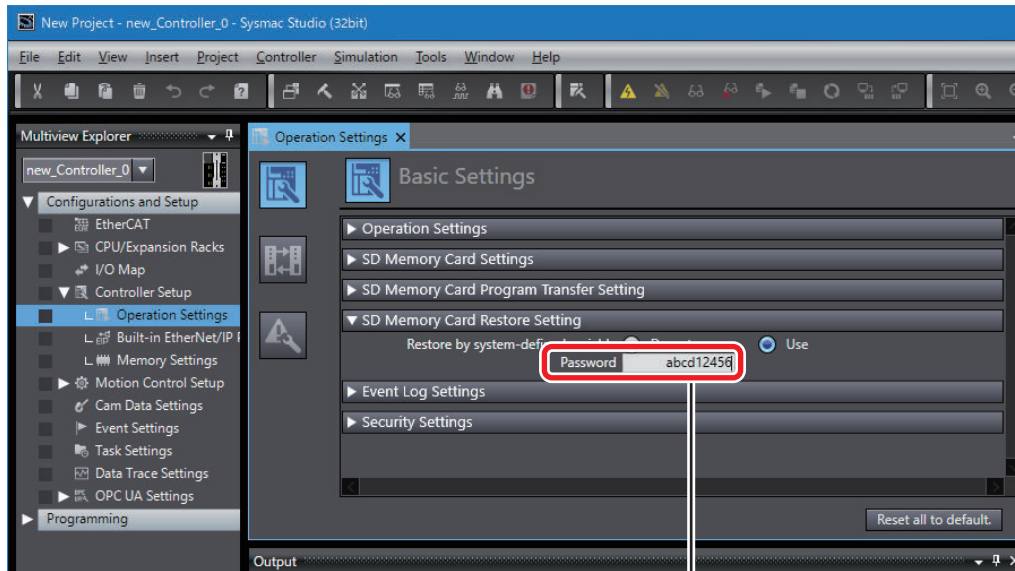 New Project - new_Controller_0 - Sysmac Studio (32bit)
File Edit View Insert Project Controller Simulation Tools Window Help
Multiview Explorer
new_Controller_0
Configurations and Setup
EtherCAT
CPU/Expansion Racks
I/O Map
Controller Setup
Operation Settings
Built-in EtherNet/IP
Memory Settings
Motion Control Setup
Cam Data Settings
Event Settings
Task Settings
Data Trace Settings
OPC UA Settings
Programming
Operation Settings
Basic Settings
Operation Settings
SD Memory Card Settings
SD Memory Card Program Transfer Setting
SD Memory Card Restore Setting
Restore by Use
Password abcd12456
Event Log Settings
Security Settings
Reset all to default.
Output